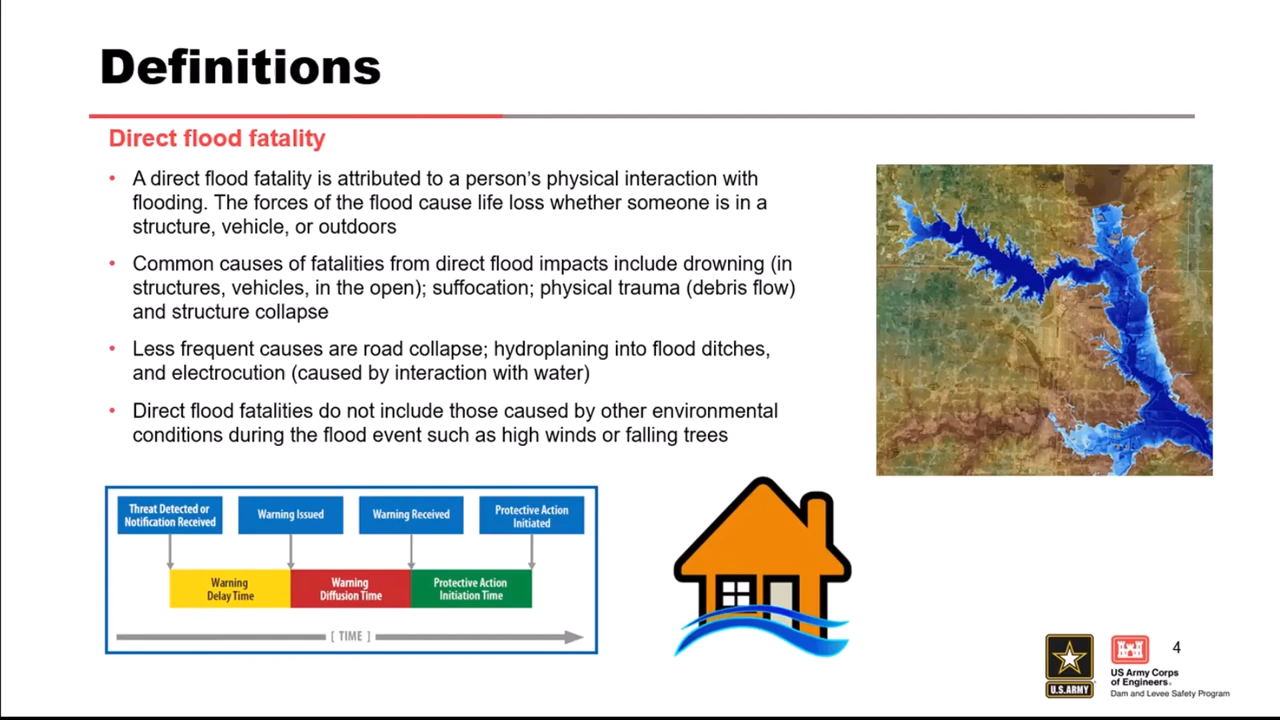 Definitions
Direct flood fatality
• A direct flood fatality is attributed to a person's physical interaction with
flooding. The forces of the flood cause life loss whether someone is in a
structure, vehicle, or outdoors
• Common causes of fatalities from direct flood impacts include drowning (in
structures, vehicles, in the open); suffocation; physical trauma (debris flow)
and structure collapse
• Less frequent causes are road collapse; hydroplaning into flood ditches,
and electrocution (caused by interaction with water)
• Direct flood fatalities do not include those caused by other environmental
conditions during the flood event such as high winds or falling trees
Threat Detected or
Notification Received
Warning Issued
Warning Received
Protective Action
Initiated
Warning
Delay Time
Warning
Diffusion Time
Protective Action
Initiation Time
[ TIME ]
U.S.ARMY
US Army Corps
of Engeineers®
Dam and Levee Safety Program
4